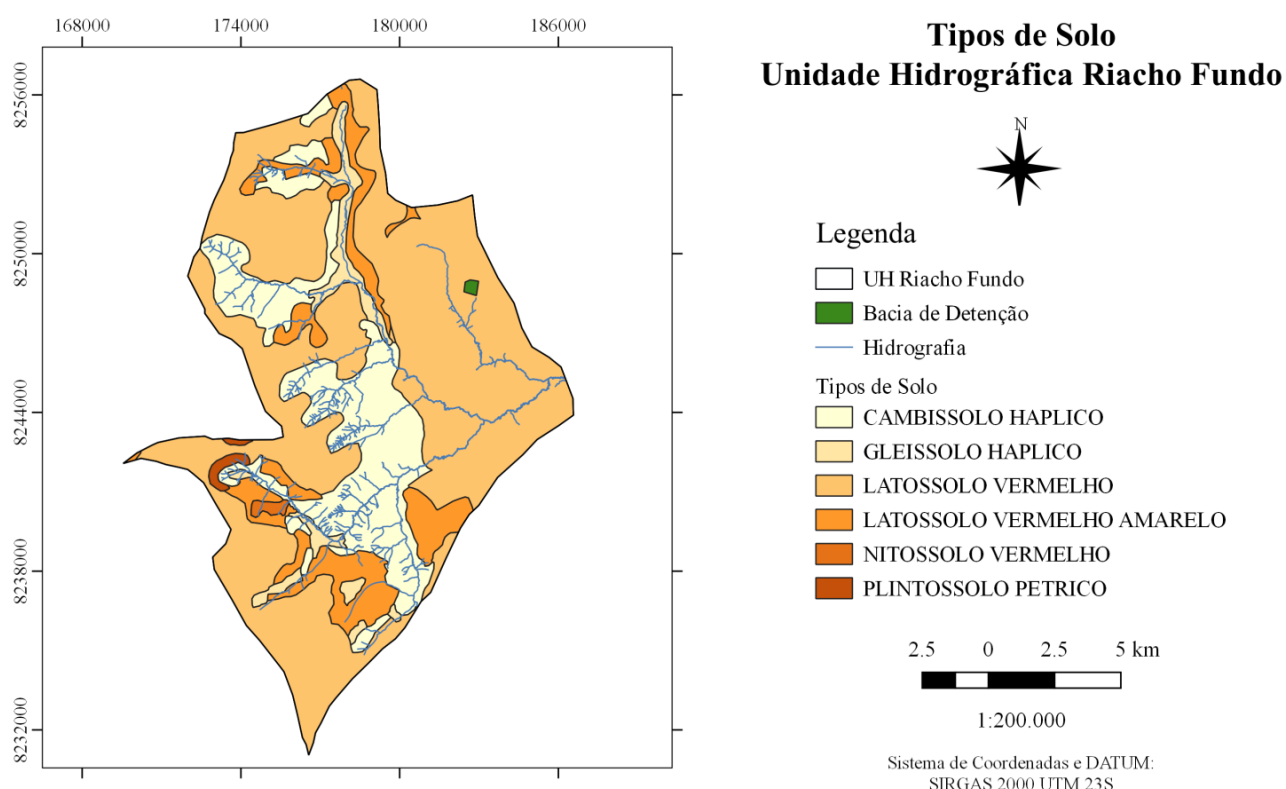 168000 174000 180000 186000
8256000
8250000
8244000
8238000
8232000
Tipos de Solo
Unidade Hidrográfica Riacho Fundo
N
Legenda
UH Riacho Fundo
Bacia de Detenção
Hidrografia
Tipos de Solo
CAMBISSOLO HAPLICO
GLEISSOLO HAPLICO
LATOSSOLO VERMELHO
LATOSSOLO VERMELHO AMARELO
NITOSSOLO VERMELHO
PLINTOSSOLO PETRICO
2.5 0 2.5 5 km
1:200.000
Sistema de Coordenadas e DATUM:
SIRGAS 2000 UTM 23S